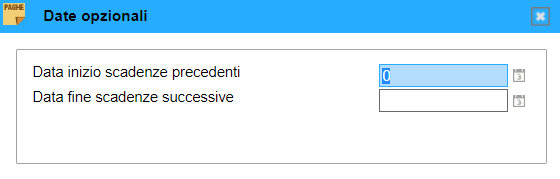 PAGHE
Date opzionali
Data inizio scadenze precedenti
0
Data fine scadenze successive